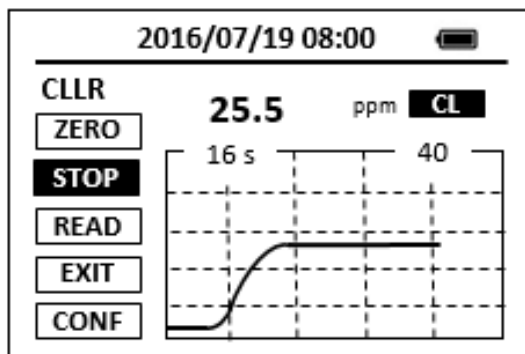 2016/07/19 08:00
CLLR
25.5 ppm CL
ZERO
16 s 40
STOP
READ
EXIT
CONF